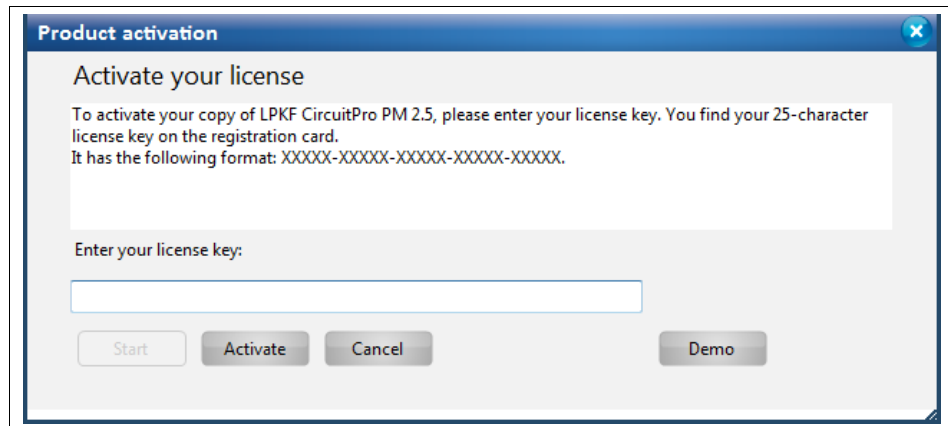 Product activation
Activate your license
To activate your copy of LPKF CircuitPro PM 2.5, please enter your license key. You find your 25-character
license key on the registration card.
It has the following format: XXXXX-XXXXX-XXXXX-XXXXX-XXXXX.
Enter your license key:
Start Activate Cancel Demo